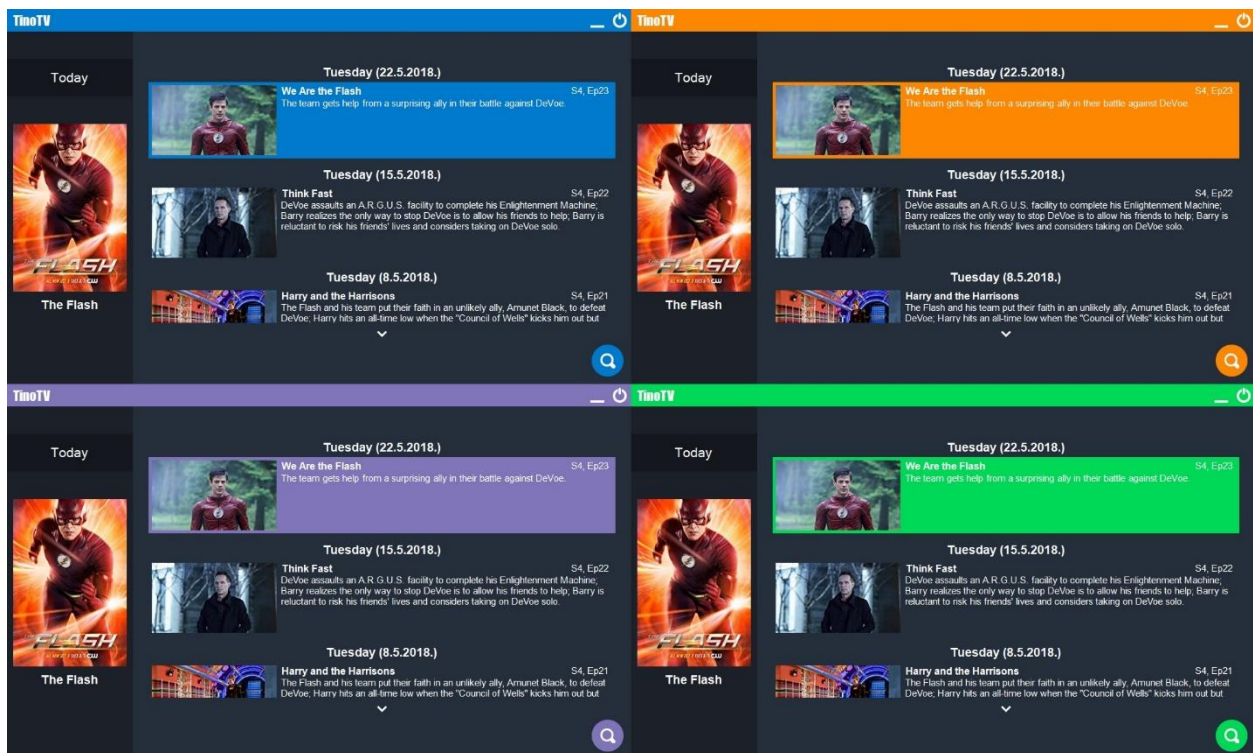 TinoTV
Today
Tuesday (22.5.2018.)
We Are the Flash S4, Ep23
The team gets help from a surprising ally in their battle against DeVoe.
Tuesday (15.5.2018.)
Think Fast S4, Ep22
DeVoe assaults an A.R.G.U.S. facility to complete his Enlightenment Machine;
Barry realizes the only way to stop DeVoe is to allow his friends to help; Barry is
reluctant to risk his friends' lives and considers taking on DeVoe solo.
FLASH
CW
The Flash
Tuesday (8.5.2018.)
Harry and the Harrisons S4, Ep21
The Flash and his team put their faith in an unlikely ally, Amunet Black, to defeat
DeVoe; Harry hits an all-time low when the "Council of Wells" kicks him out but
TinoTV
Today
Tuesday (22.5.2018.)
We Are the Flash S4, Ep23
The team gets help from a surprising ally in their battle against DeVoe.
Tuesday (15.5.2018.)
Think Fast S4, Ep22
DeVoe assaults an A.R.G.U.S. facility to complete his Enlightenment Machine;
Barry realizes the only way to stop DeVoe is to allow his friends to help; Barry is
reluctant to risk his friends' lives and considers taking on DeVoe solo.
FLASH
CW
The Flash
Tuesday (8.5.2018.)
Harry and the Harrisons S4, Ep21
The Flash and his team put their faith in an unlikely ally, Amunet Black, to defeat
DeVoe; Harry hits an all-time low when the "Council of Wells" kicks him out but
TinoTV
Today
Tuesday (22.5.2018.)
We Are the Flash S4, Ep23
The team gets help from a surprising ally in their battle against DeVoe.
Tuesday (15.5.2018.)
Think Fast S4, Ep22
DeVoe assaults an A.R.G.U.S. facility to complete his Enlightenment Machine;
Barry realizes the only way to stop DeVoe is to allow his friends to help; Barry is
reluctant to risk his friends' lives and considers taking on DeVoe solo.
FLASH
CW
The Flash
Tuesday (8.5.2018.)
Harry and the Harrisons S4, Ep21
The Flash and his team put their faith in an unlikely ally, Amunet Black, to defeat
DeVoe; Harry hits an all-time low when the "Council of Wells" kicks him out but
TinoTV
Today
Tuesday (22.5.2018.)
We Are the Flash S4, Ep23
The team gets help from a surprising ally in their battle against DeVoe.
Tuesday (15.5.2018.)
Think Fast S4, Ep22
DeVoe assaults an A.R.G.U.S. facility to complete his Enlightenment Machine;
Barry realizes the only way to stop DeVoe is to allow his friends to help; Barry is
reluctant to risk his friends' lives and considers taking on DeVoe solo.
FLASH
CW
The Flash
Tuesday (8.5.2018.)
Harry and the Harrisons S4, Ep21
The Flash and his team put their faith in an unlikely ally, Amunet Black, to defeat
DeVoe; Harry hits an all-time low when the "Council of Wells" kicks him out but